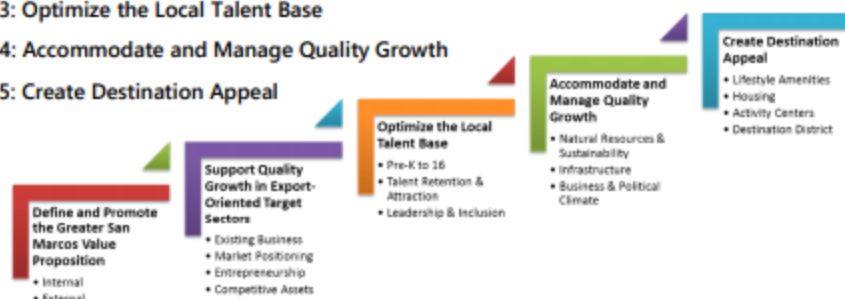 3: Optimize the Local Talent Base
4: Accommodate and Manage Quality Growth
5: Create Destination Appeal
Define and Promote
the Greater San
Marcos Value
Proposition
• Internal
• External
Support Quality
Growth in Export-
Oriented Target
Sectors
• Existing Business
• Market Positioning
• Entrepreneurship
• Competitive Assets
Optimize the Local
Talent Base
• Pre-K to 16
• Talent Retention &
Attraction
• Leadership & Inclusion
Accommodate and
Manage Quality
Growth
• Natural Resources &
Sustainability
• Infrastructure
• Business & Political
Climate
Create Destination
Appeal
• Lifestyle Amenities
• Housing
• Activity Centers
• Destination District